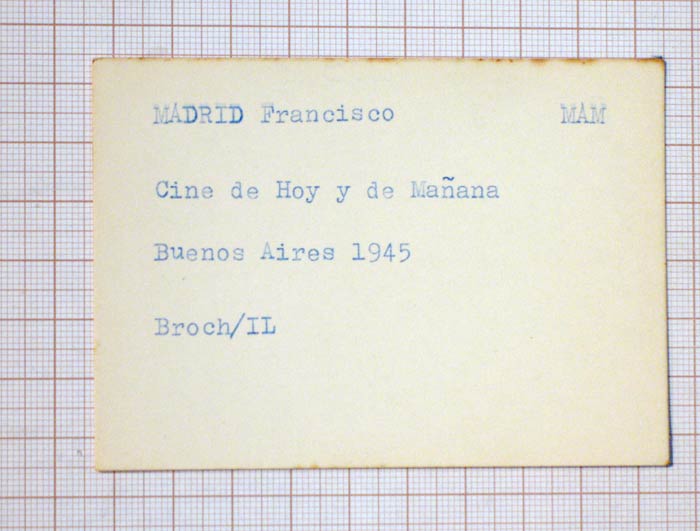 MADRID Francisco MAM
Cine de Hoy y de Mañana
Buenos Aires 1945
Broch/IL